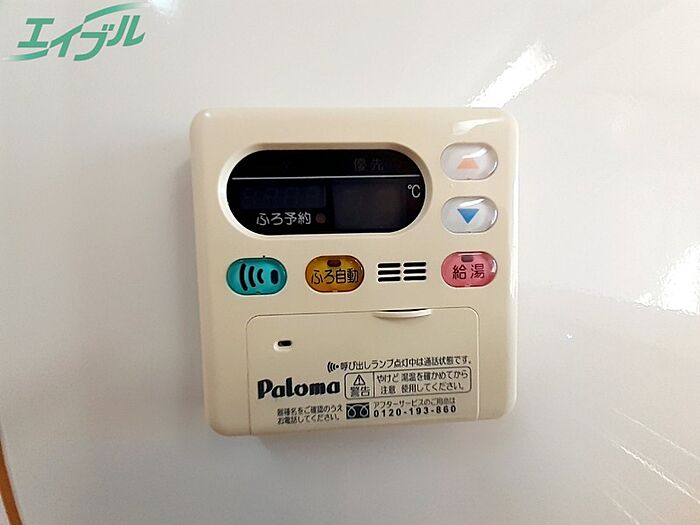 エイブル
優先
℃
ふろ予約
ふろ自動
給湯
呼び出しランプ点灯中は通話状態です。
Paloma
警告
やけど 湯温を確かめてから
注意 使用してください。
器種名をご確認のうえ
お電話してください。
アフターサービスのご用命は
0120-193-860